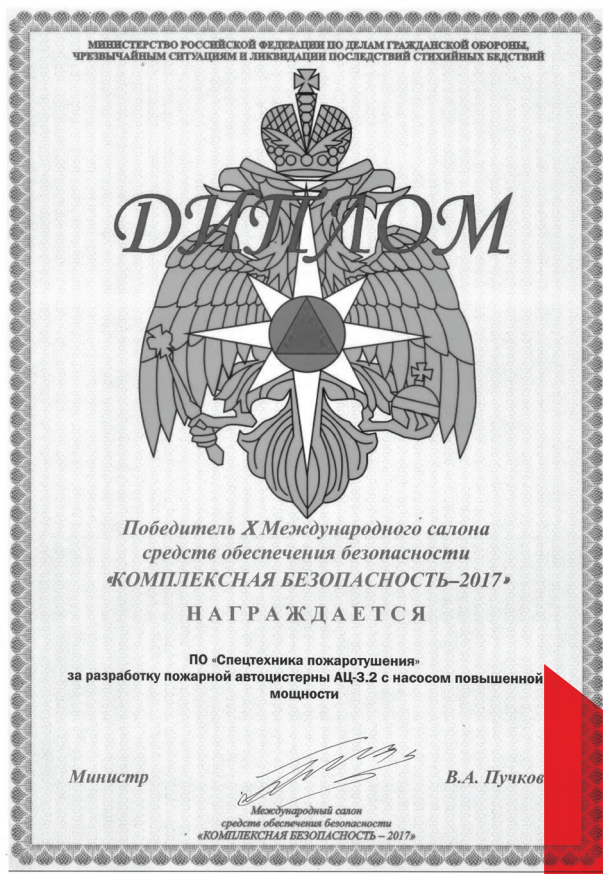 МИНИСТЕРСТВО РОССИЙСКОЙ ФЕДЕРАЦИИ ПО ДЕЛАМ ГРАЖДАНСКОЙ ОБОРОНЫ,
ЧРЕЗВЫЧАЙНЫМ СИТУАЦИЯМ И ЛИКВИДАЦИИ ПОСЛЕДСТВИЙ СТИХИЙНЫХ БЕДСТВИЙ
ДИПЛОМ
Победитель X Международного салона
средств обеспечения безопасности
«КОМПЛЕКСНАЯ БЕЗОПАСНОСТЬ–2017»
НАГРАЖДАЕТСЯ
ПО «Спецтехника пожаротушения»
за разработку пожарной автоцистерны АЦ-3.2 с насосом повышенной
мощности
Министр
В.А. Пучков
Международный салон
средств обеспечения безопасности
«КОМПЛЕКСНАЯ БЕЗОПАСНОСТЬ – 2017»